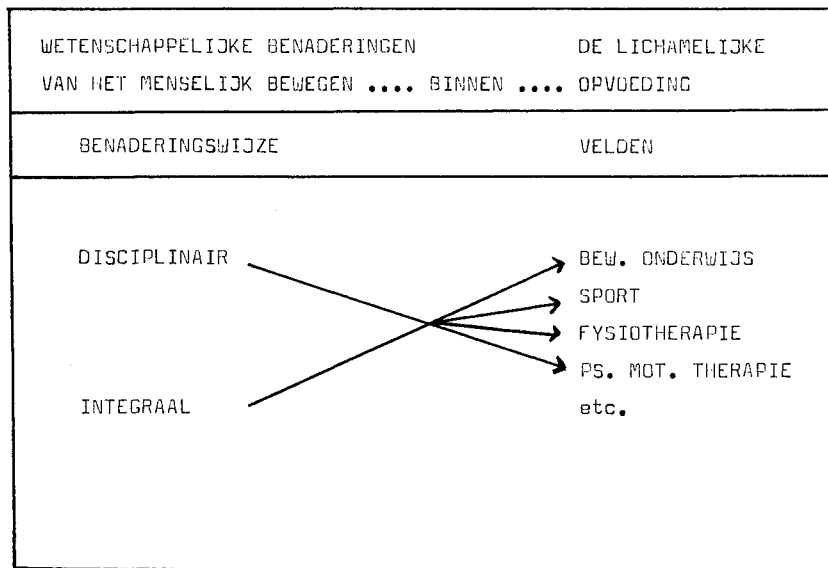 WETENSCHAPPELIJKE BENADERINGEN DE LICHAMELIJKE
VAN HET MENSELIJK BEWEGEN .... BINNEN .... OPVOEDING
BENADERINGSWIJZE VELDEN
DISCIPLINAIR BEW. ONDERWIJS
SPORT
FYSIOTHERAPIE
PS. MOT. THERAPIE
INTEGRAAL etc.